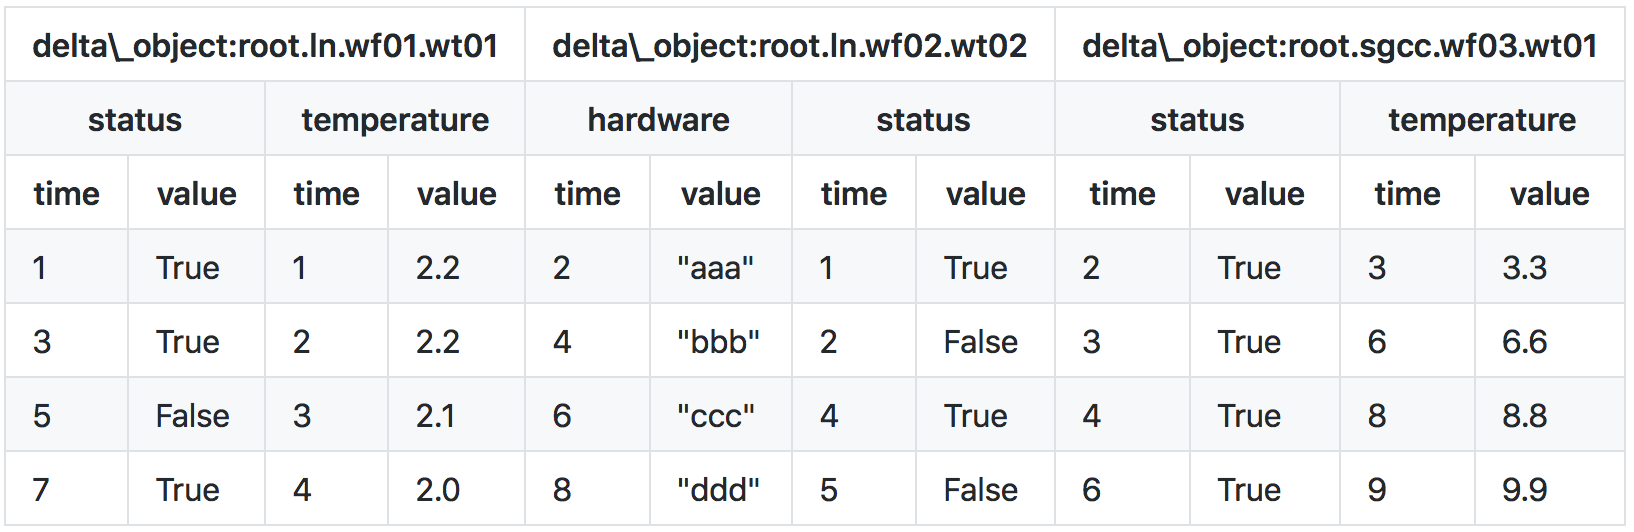 delta\_object:root.ln.wf01.wt01 delta\_object:root.ln.wf02.wt02 delta\_object:root.sgcc.wf03.wt01
status temperature hardware status status temperature
time value time value time value time value time value time value
1 True 1 2.2 2 "aaa" 1 True 2 True 3 3.3
3 True 2 2.2 4 "bbb" 2 False 3 True 6 6.6
5 False 3 2.1 6 "ccc" 4 True 4 True 8 8.8
7 True 4 2.0 8 "ddd" 5 False 6 True 9 9.9